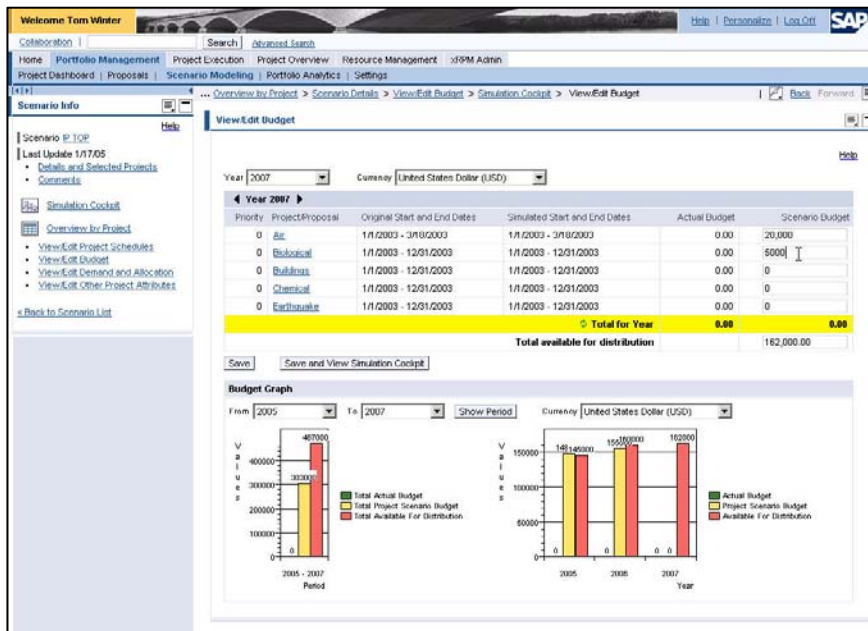 Welcome Tom Winter
Help | Personalize | Log Off
SAP
Collaboration |
Search
Advanced Search
Home Portfolio Management Project Execution Project Overview Resource Management xRPM Admin
Project Dashboard | Proposals | Scenario Modeling | Portfolio Analytics | Settings
... Overview by Project > Scenario Details > View/Edit Budget > Simulation Cockpit > View/Edit Budget
Back Forward
Scenario Info
Help
Scenario IP TOP
Last Update 1/17/05
Details and Selected Projects
Comments
Simulation Cockpit
Overview by Project
View/Edit Project Schedules
View/Edit Budget
View/Edit Demand and Allocation
View/Edit Other Project Attributes
< Back to Scenario List
View/Edit Budget
Help
Year 2007 Currency United States Dollar (USD)
Year 2007
Priority Project/Proposal Original Start and End Dates Simulated Start and End Dates Actual Budget Scenario Budget
0 Air 1/1/2003 - 3/18/2003 1/1/2003 - 3/18/2003 0.00 20,000
0 Biological 1/1/2003 - 12/31/2003 1/1/2003 - 12/31/2003 0.00 5000
0 Buildings 1/1/2003 - 12/31/2003 1/1/2003 - 12/31/2003 0.00 0
0 Chemical 1/1/2003 - 12/31/2003 1/1/2003 - 12/31/2003 0.00 0
0 Earthquake 1/1/2003 - 12/31/2003 1/1/2003 - 12/31/2003 0.00 0
Total for Year 0.00 0.00
Total available for distribution 162,000.00
Save Save and View Simulation Cockpit
Budget Graph
From 2005 To 2007 Show Period Currency United States Dollar (USD)
Values
400000
300000
200000
100000
0
467000
303000
0
2005 - 2007
Period
Total Actual Budget
Total Project Scenario Budget
Total Available For Distribution
Values
150000
100000
50000
0
148 145000
155000 160000
162000
0 0 0 0
2005 2006 2007
Year
Actual Budget
Project Scenario Budget
Available For Distribution